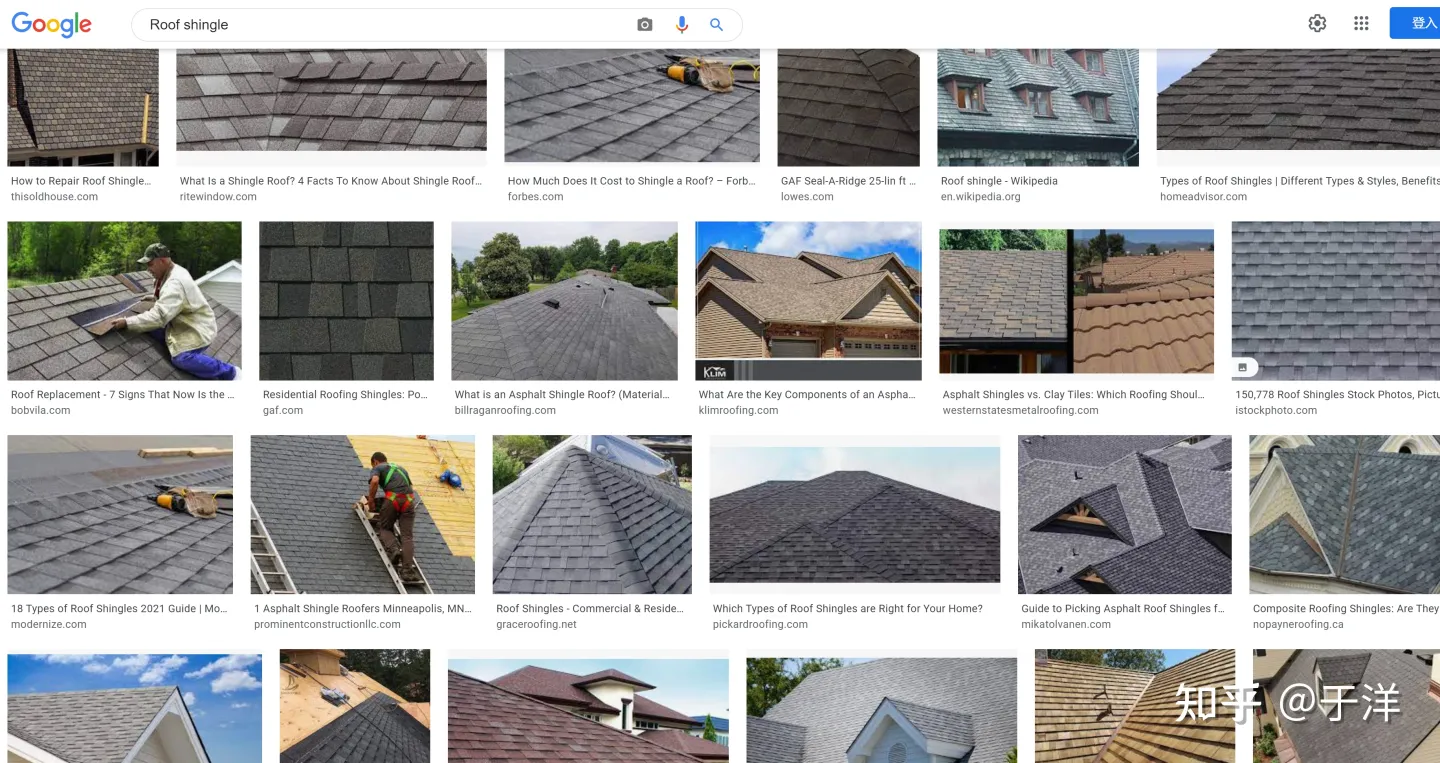 Google
Roof shingle
登入
How to Repair Roof Shingle...
thisoldhouse.com
What Is a Shingle Roof? 4 Facts To Know About Shingle Roof...
ritewindow.com
How Much Does It Cost to Shingle a Roof? – Forb...
forbes.com
GAF Seal-A-Ridge 25-lin ft ...
lowes.com
Roof shingle - Wikipedia
en.wikipedia.org
Types of Roof Shingles | Different Types & Styles, Benefits
homeadvisor.com
KLIM
Roof Replacement - 7 Signs That Now Is the ...
bobvila.com
Residential Roofing Shingles: Po...
gaf.com
What is an Asphalt Shingle Roof? (Material...
billraganroofing.com
What Are the Key Components of an Aspha...
klimroofing.com
Asphalt Shingles vs. Clay Tiles: Which Roofing Shoul...
westernstatesmetalroofing.com
150,778 Roof Shingles Stock Photos, Pictu
istockphoto.com
18 Types of Roof Shingles 2021 Guide | Mo...
modernize.com
1 Asphalt Shingle Roofers Minneapolis, MN...
prominentconstructionllc.com
Roof Shingles - Commercial & Reside...
graceroofing.net
Which Types of Roof Shingles are Right for Your Home?
pickardroofing.com
Guide to Picking Asphalt Roof Shingles f...
mikatolvanen.com
Composite Roofing Shingles: Are They
nopayneroofing.ca
知乎 @于洋